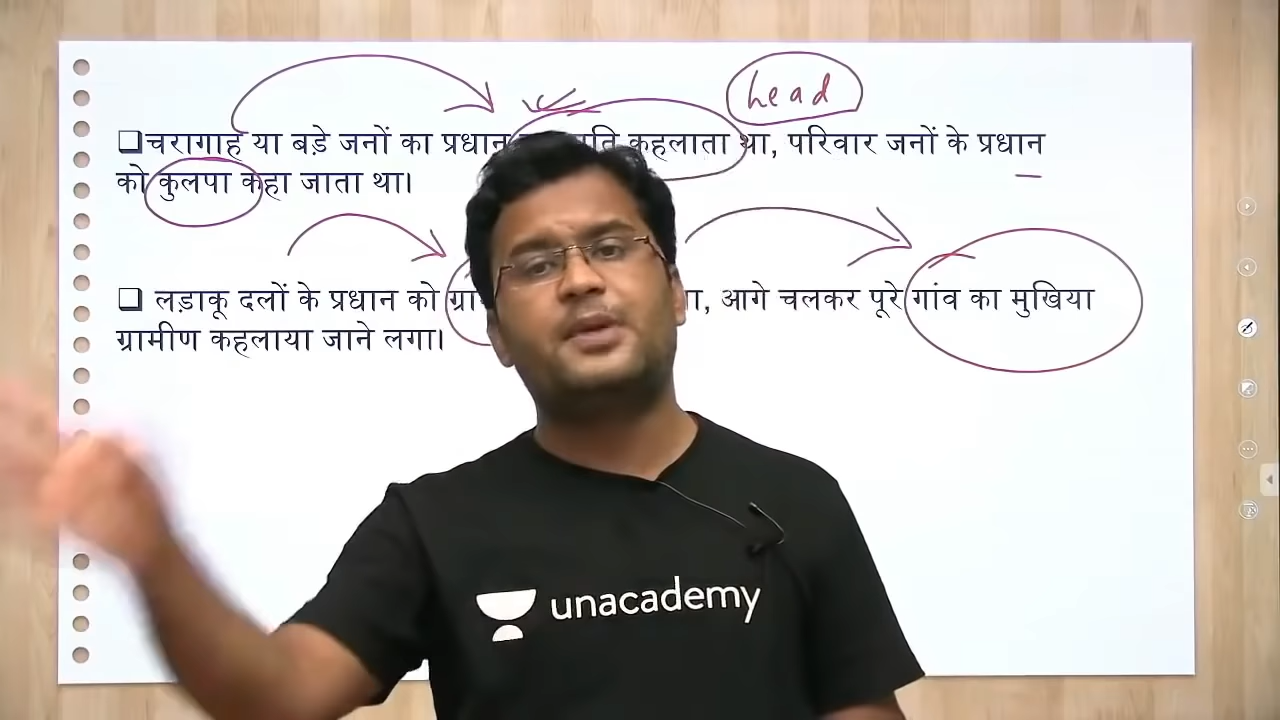 head
चरागाह या बड़े जनों का प्रधान कहलाता था, परिवार जनों के प्रधान
को कुलपा कहा जाता था।
लड़ाकू दलों के प्रधान को आगे चलकर पूरे गांव का मुखिया
ग्रामीण कहलाया जाने लगा।
unacademy